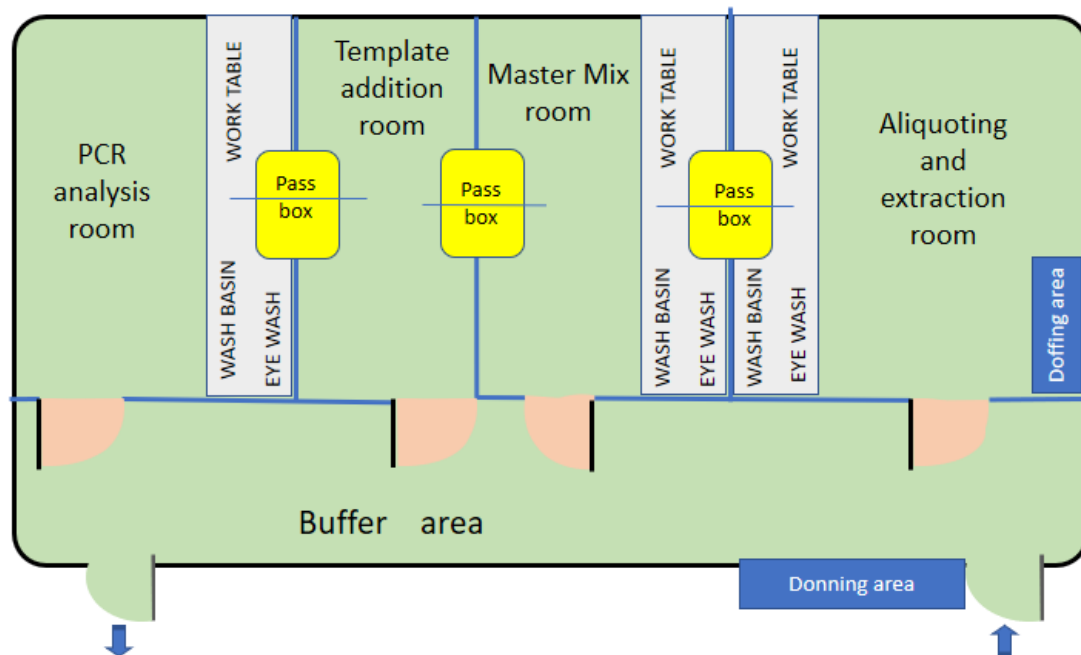 PCR
analysis
room
WORK TABLE
WASH BASIN
EYE WASH
Pass
box
Template
addition
room
Pass
box
Master Mix
room
WORK TABLE
WASH BASIN
EYE WASH
Pass
box
WORK TABLE
WASH BASIN
EYE WASH
Aliquoting
and
extraction
room
Doffing area
Buffer area
Donning area